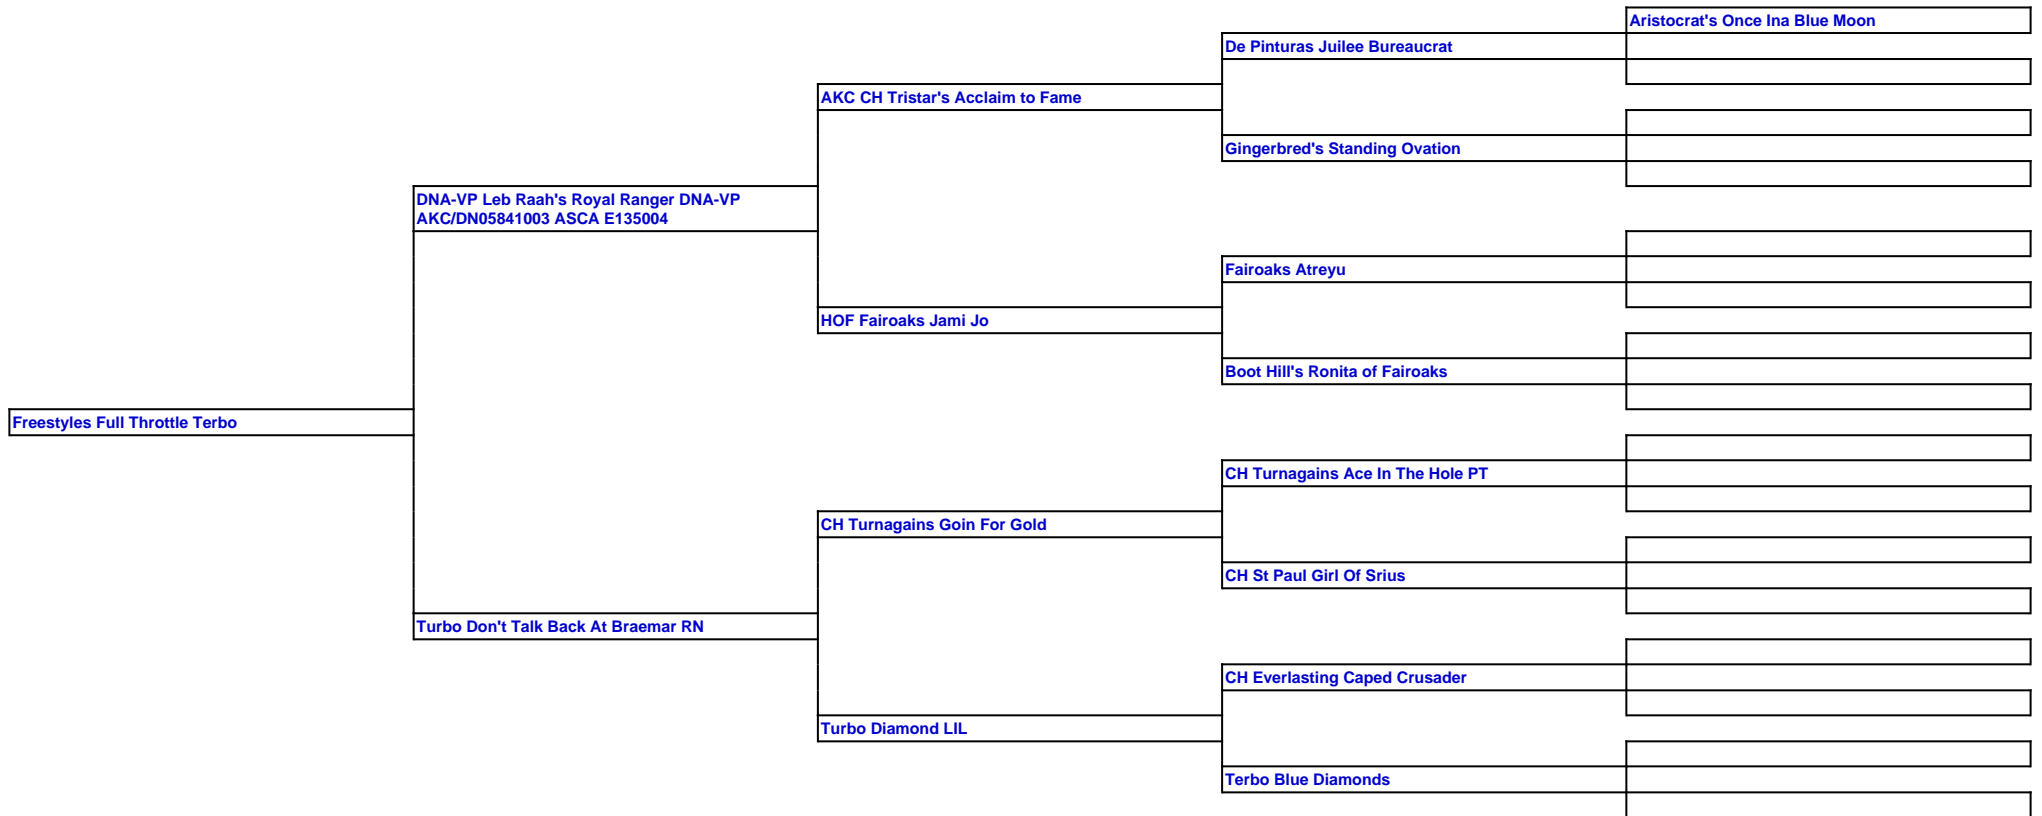 Aristocrat's Once Ina Blue Moon
De Pinturas Juilee Bureaucrat
AKC CH Tristar's Acclaim to Fame
Gingerbred's Standing Ovation
DNA-VP Leb Raah's Royal Ranger DNA-VP
AKC/DN05841003 ASCA E135004
Fairoaks Atreyu
HOF Fairoaks Jami Jo
Boot Hill's Ronita of Fairoaks
Freestyles Full Throttle Terbo
CH Turnagains Ace In The Hole PT
CH Turnagains Goin For Gold
CH St Paul Girl Of Srius
Turbo Don't Talk Back At Braemar RN
CH Everlasting Caped Crusader
Turbo Diamond LIL
Terbo Blue Diamonds